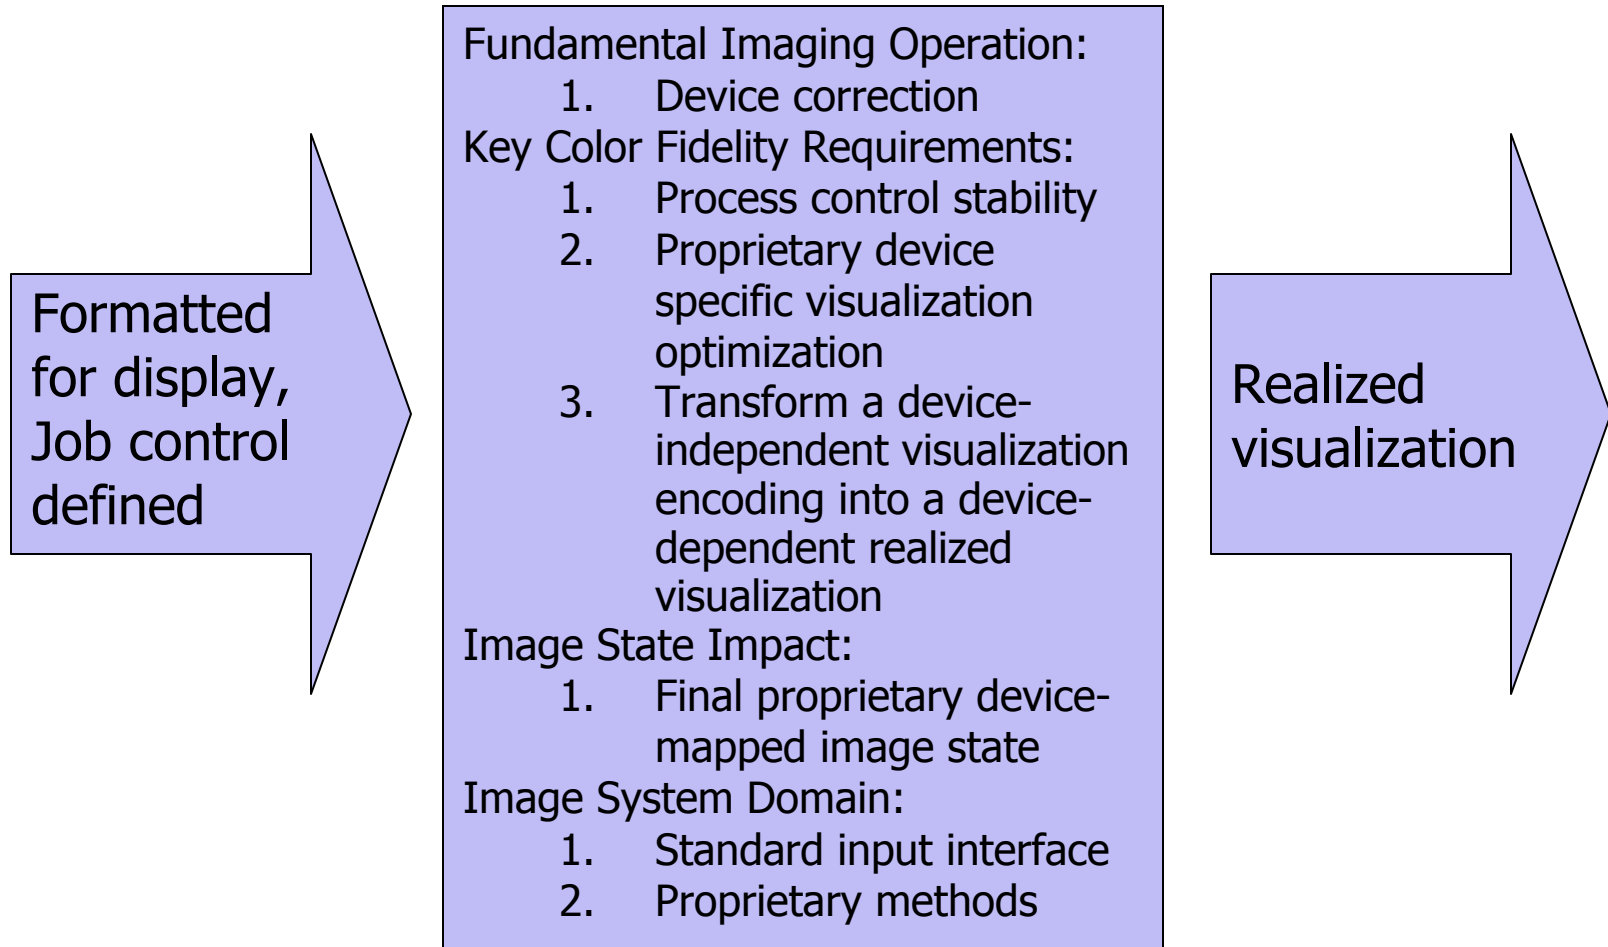 Formatted
for display,
Job control
defined
Fundamental Imaging Operation:
1. Device correction
Key Color Fidelity Requirements:
1. Process control stability
2. Proprietary device
specific visualization
optimization
3. Transform a device-
independent visualization
encoding into a device-
dependent realized
visualization
Image State Impact:
1. Final proprietary device-
mapped image state
Image System Domain:
1. Standard input interface
2. Proprietary methods
Realized
visualization